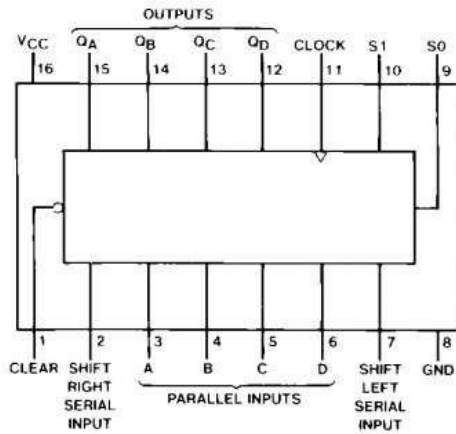 OUTPUTS
VCC QA QB QC QD CLOCK S1 S0
16 15 14 13 12 11 10 9
1 2 3 4 5 6 7 8
CLEAR SHIFT RIGHT SERIAL INPUT A B C D SHIFT LEFT SERIAL INPUT GND
PARALLEL INPUTS